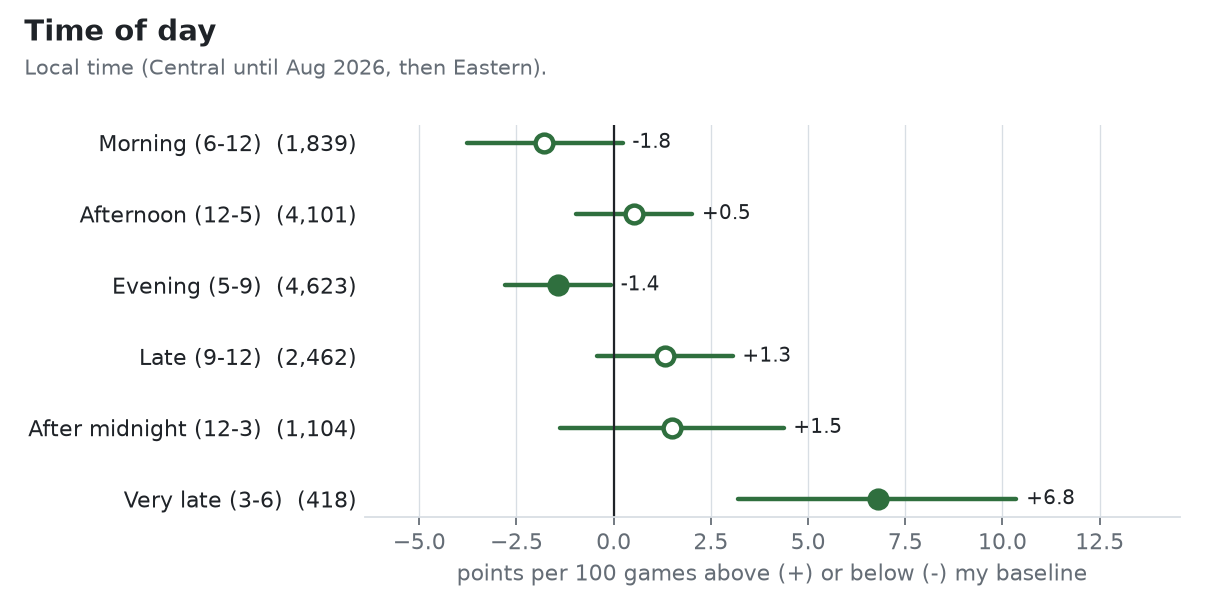 Time of day
Local time (Central until Aug 2026, then Eastern).
Morning (6-12)  (1,839)
-1.8
Afternoon (12-5)  (4,101)
+0.5
Evening (5-9)  (4,623)
-1.4
Late (9-12)  (2,462)
+1.3
After midnight (12-3)  (1,104)
+1.5
Very late (3-6)  (418)
+6.8
−5.0 −2.5 0.0 2.5 5.0 7.5 10.0 12.5
points per 100 games above (+) or below (-) my baseline